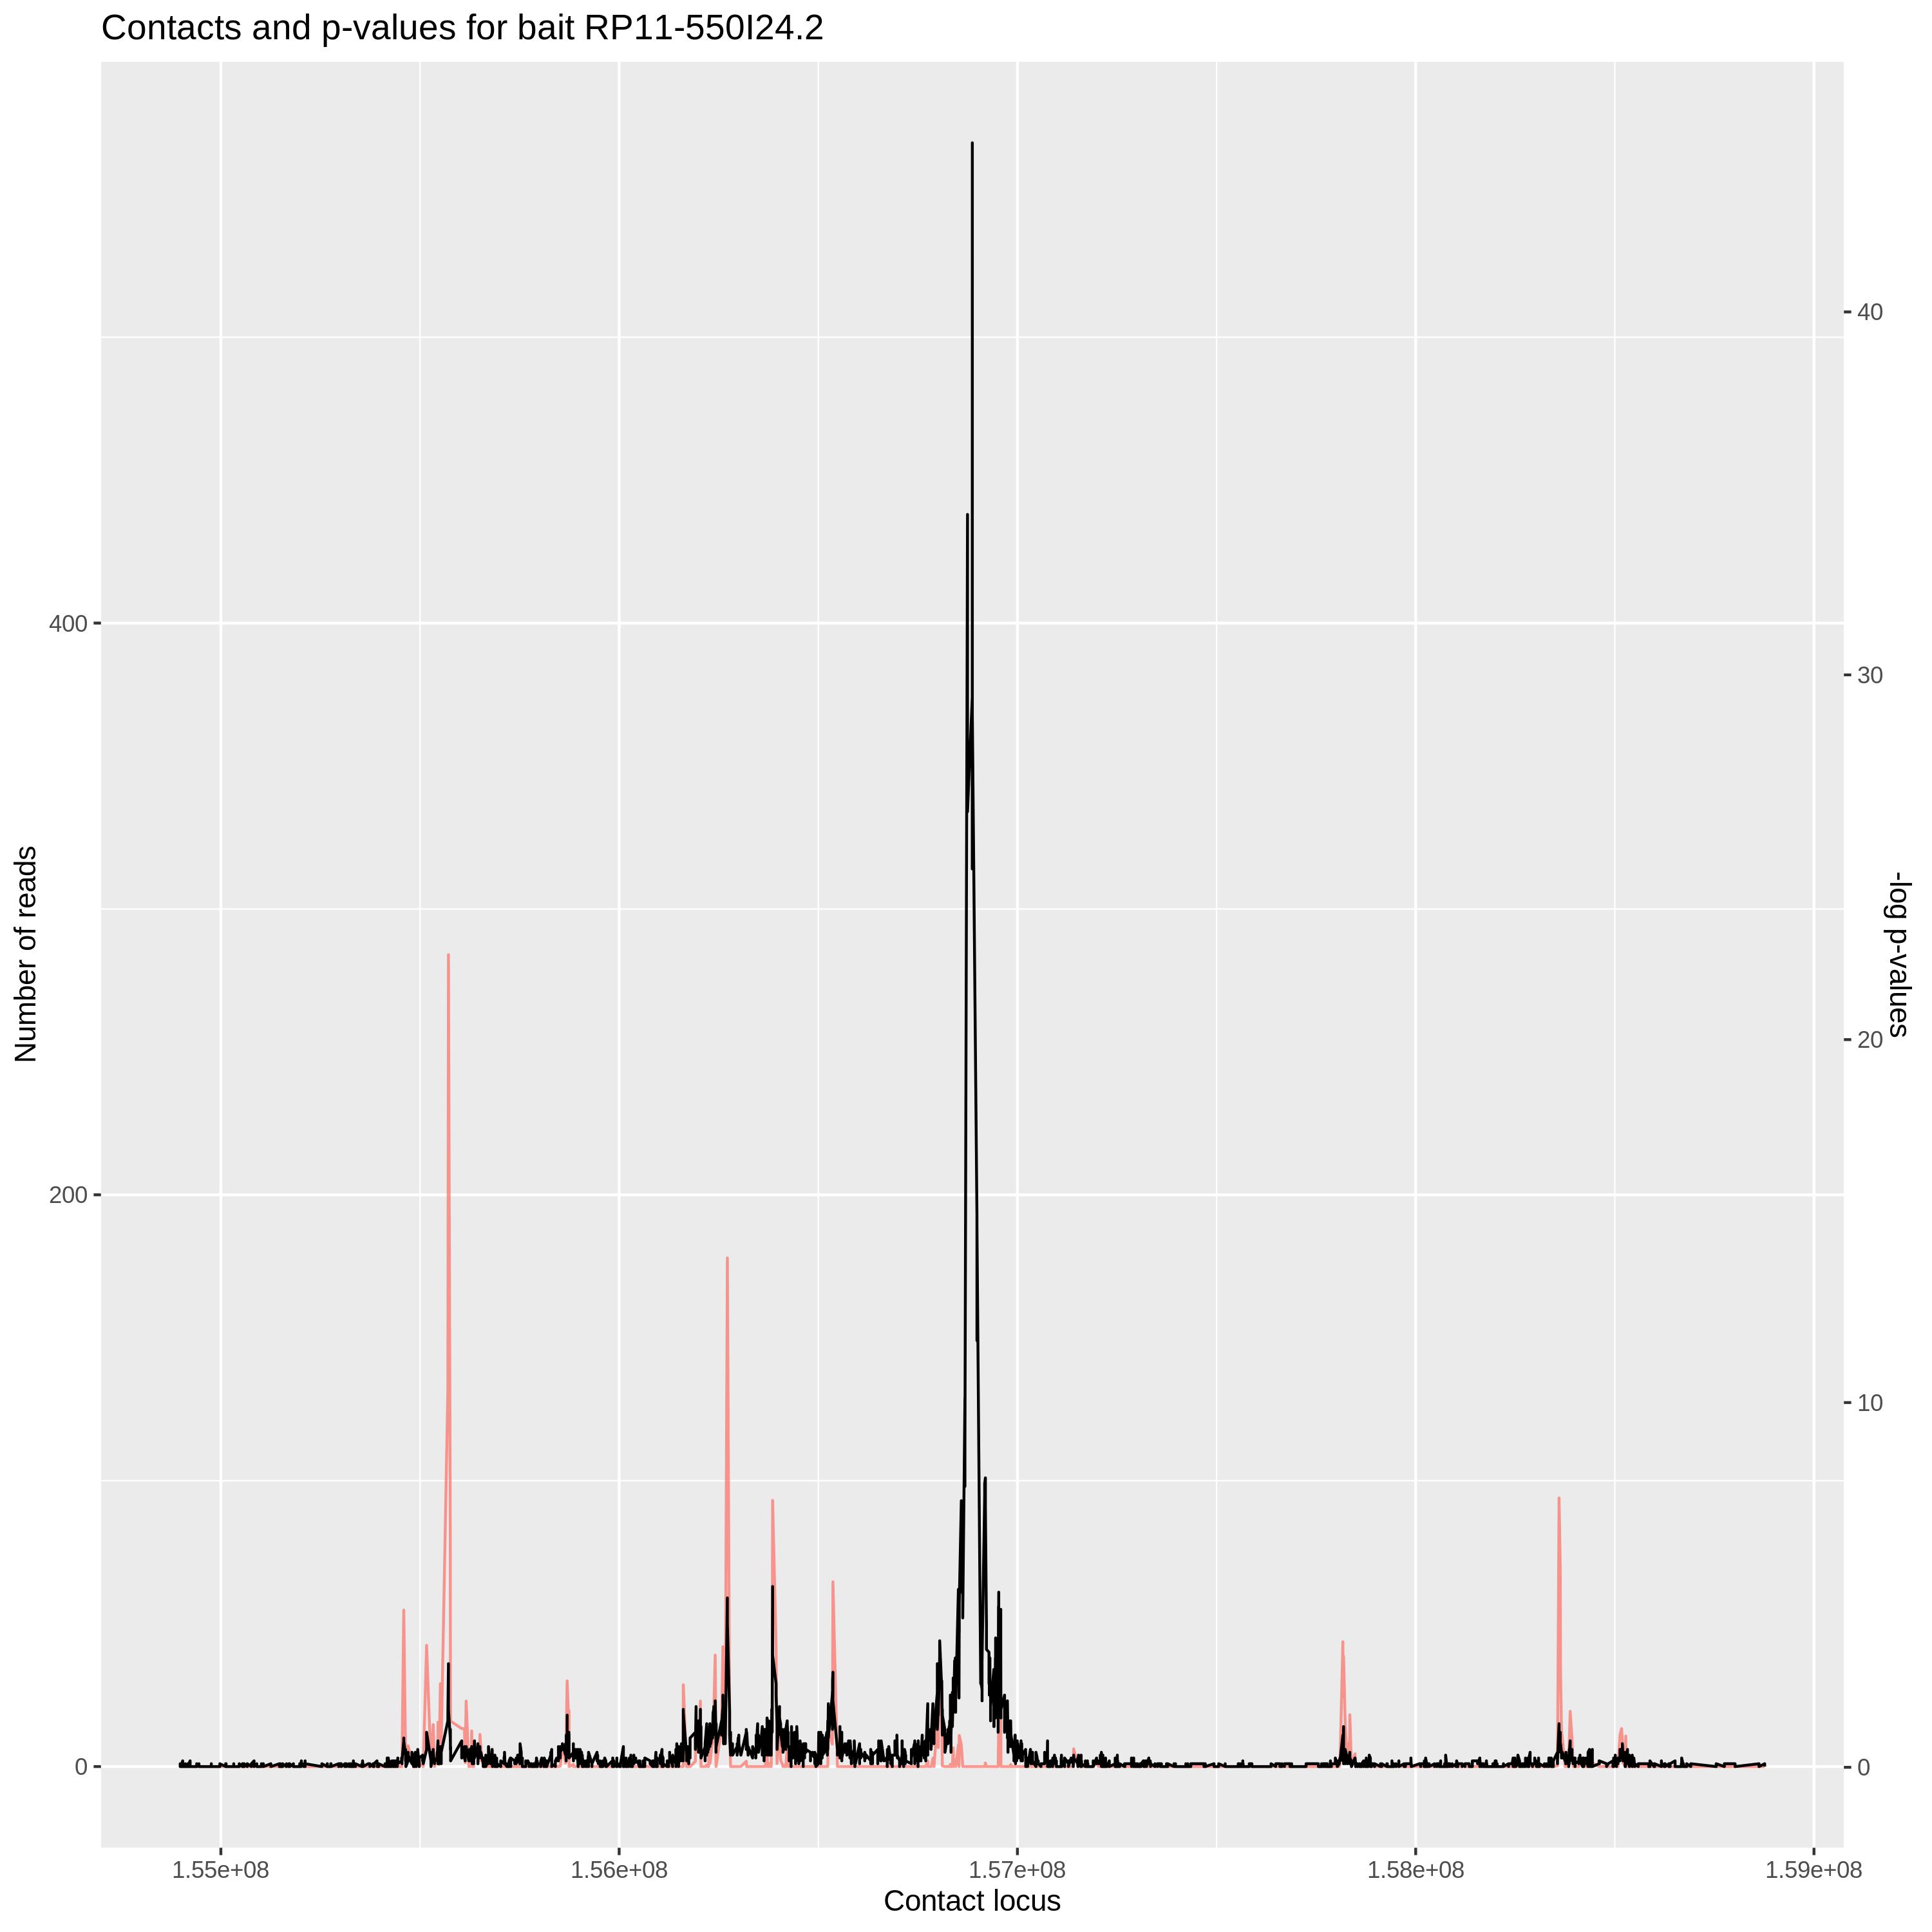 Contacts and p-values for bait RP11-550I24.2
Number of reads
400
200
0
40
30
20
10
0
-log p-values
1.55e+08
1.56e+08
1.57e+08
1.58e+08
1.59e+08
Contact locus